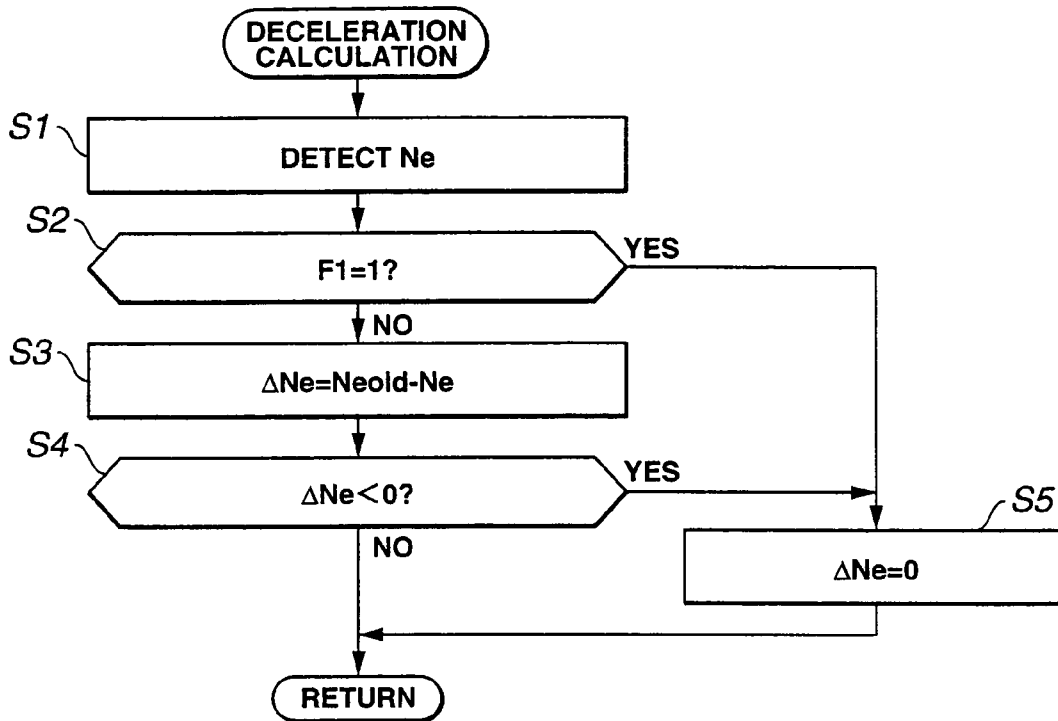 DECELERATION
CALCULATION
S1
DETECT Ne
S2
F1=1?
YES
NO
S3
ΔNe=Neold-Ne
S4
ΔNe<0?
YES
NO
S5
ΔNe=0
RETURN